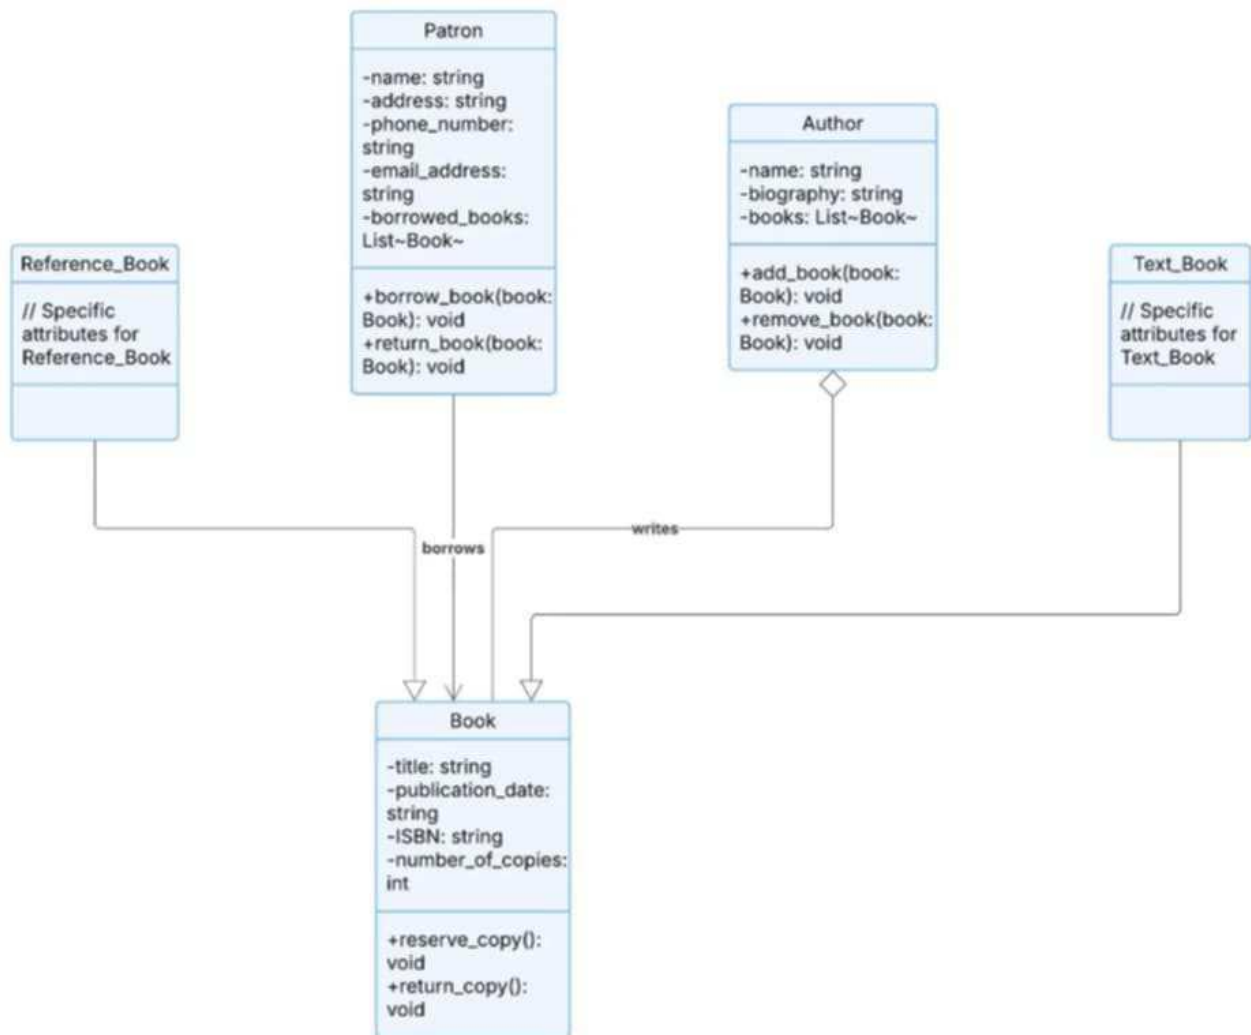 Patron
-name: string
-address: string
-phone_number:
string
-email_address:
string
-borrowed_books:
List~Book~
+borrow_book(book:
Book): void
+return_book(book:
Book): void
Author
-name: string
-biography: string
-books: List~Book~
+add_book(book:
Book): void
+remove_book(book:
Book): void
Reference_Book
// Specific
attributes for
Reference_Book
Text_Book
// Specific
attributes for
Text_Book
borrows
writes
Book
-title: string
-publication_date:
string
-ISBN: string
-number_of_copies:
int
+reserve_copy():
void
+return_copy():
void